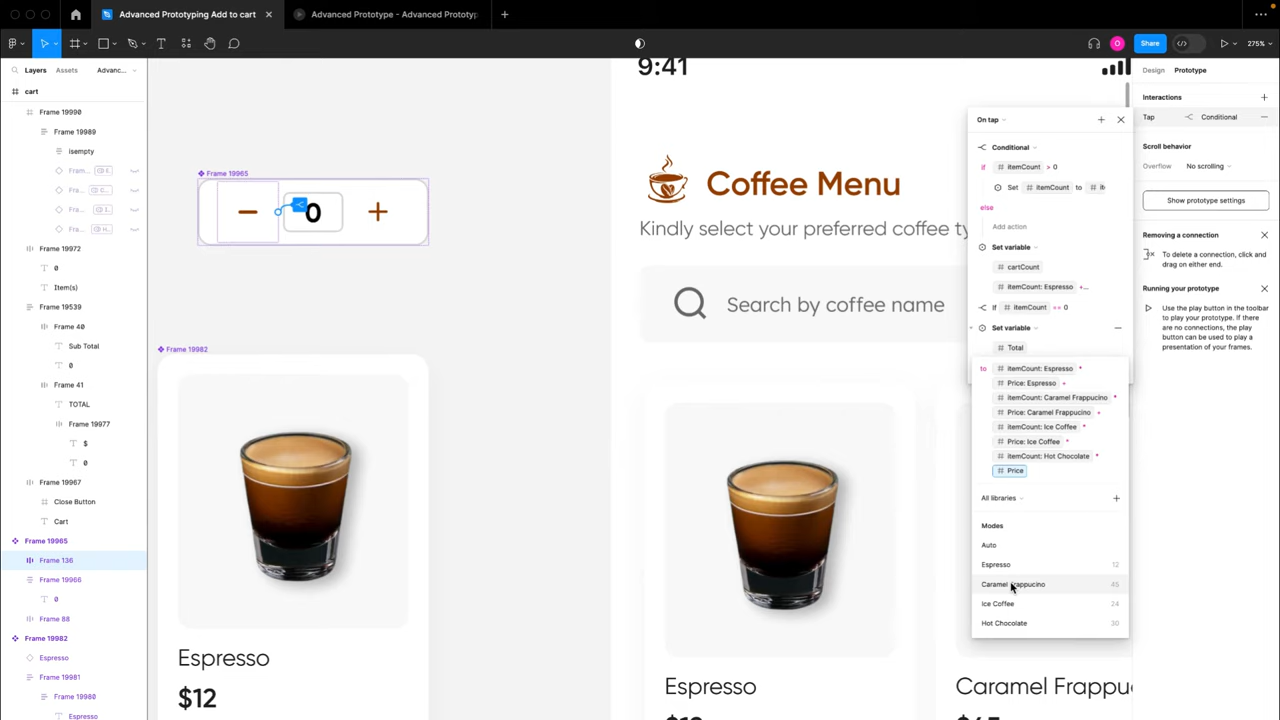 Advanced Prototyping Add to cart
Advanced Prototype - Advanced Prototy
Share
275%
Layers
Assets
Advanc...
cart
Frame 19990
Frame 19989
isempty
Fram...
Fra...
Fra...
Fra...
Frame 19972
0
Item(s)
Frame 19539
Frame 40
Sub Total
0
Frame 41
TOTAL
Frame 19977
$
0
Frame 19967
Close Button
Cart
Frame 19965
Frame 136
Frame 19966
0
Frame 88
Frame 19982
Espresso
Frame 19981
Frame 19980
Espresso
Frame 19965
0
Frame 19982
Espresso
$12
9:41
Coffee Menu
Kindly select your preferred coffee ty
Search by coffee name
Espresso
Caramel Frappu
On tap
Conditional
if # itemCount > 0
Set # itemCount to # it
else
Add action
Set variable
# cartCount
# itemCount: Espresso +...
if # itemCount == 0
Set variable
# Total
to # itemCount: Espresso *
# Price: Espresso +
# itemCount: Caramel Frappucino *
# Price: Caramel Frappucino +
# itemCount: Ice Coffee *
# Price: Ice Coffee *
# itemCount: Hot Chocolate *
# Price
All libraries
Modes
Auto
Espresso 12
Caramel Frappucino 45
Ice Coffee 24
Hot Chocolate 30
Design
Prototype
Interactions
Tap
Conditional
Scroll behavior
Overflow
No scrolling
Show prototype settings
Removing a connection
To delete a connection, click and
drag on either end.
Running your prototype
Use the play button in the toolbar
to play your prototype. If there
are no connections, the play
button can be used to play a
presentation of your frames.